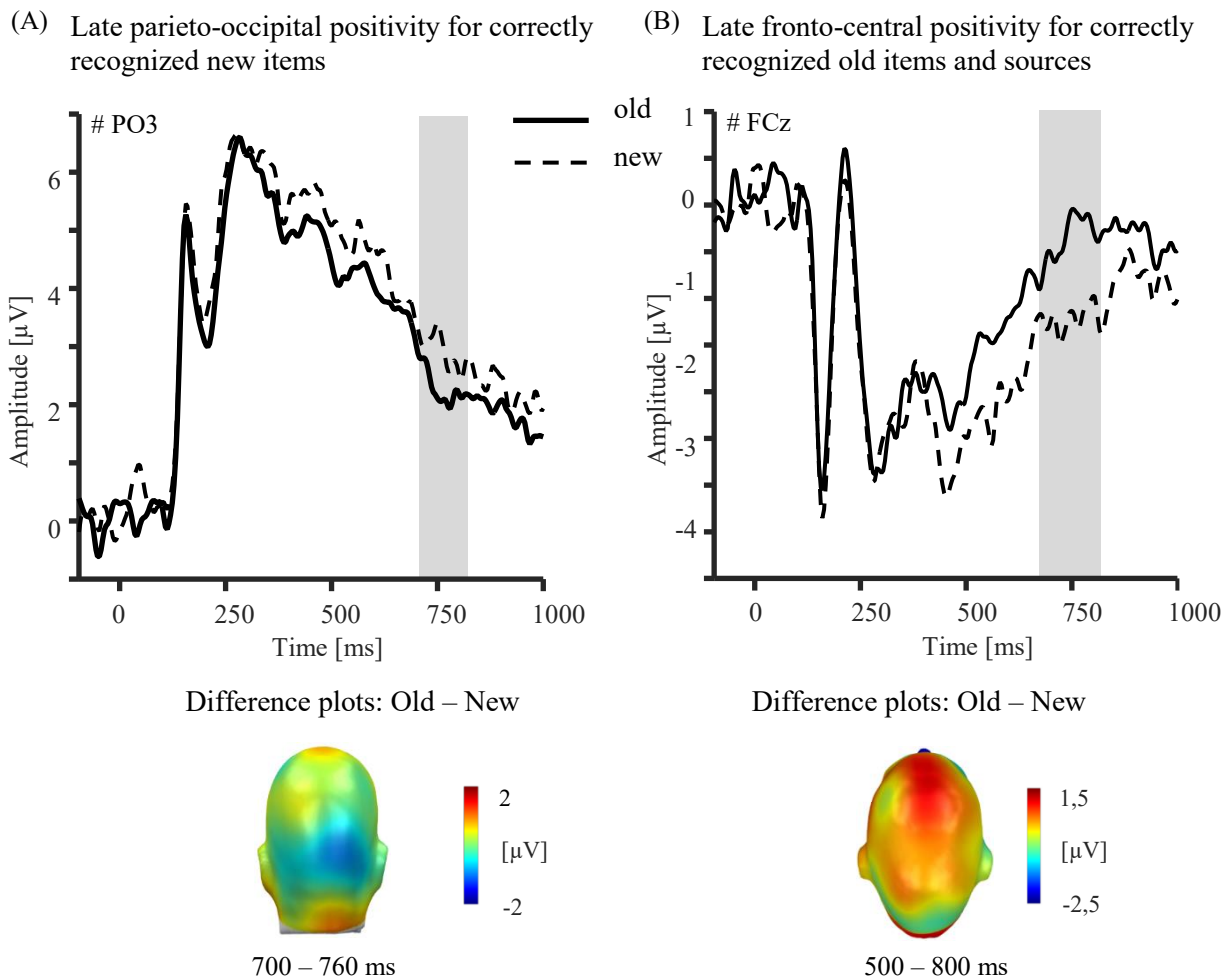 (A) Late parieto-occipital positivity for correctly
recognized new items
(B) Late fronto-central positivity for correctly
recognized old items and sources
# PO3
old
new
6
4
2
0
Amplitude [µV]
0 250 500 750 1000
Time [ms]
# FCz
1
0
-1
-2
-3
-4
Amplitude [µV]
0 250 500 750 1000
Time [ms]
Difference plots: Old – New
2
[µV]
-2
700 – 760 ms
Difference plots: Old – New
1,5
[µV]
-2,5
500 – 800 ms